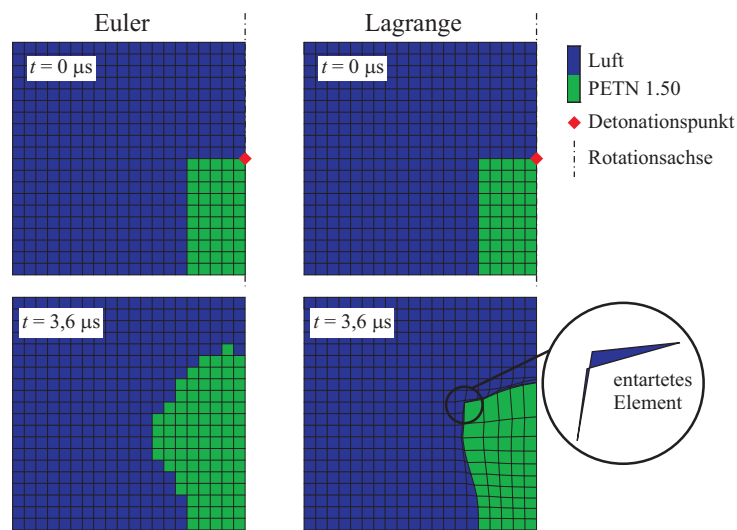 Euler
Lagrange
t = 0 μs
t = 0 μs
Luft
PETN 1.50
Detonationspunkt
Rotationsachse
t = 3,6 μs
t = 3,6 μs
entartetes
Element